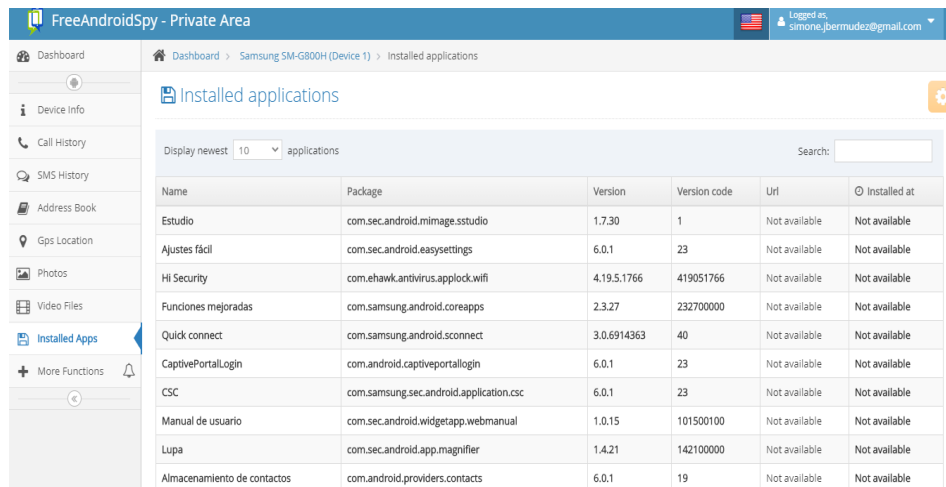 FreeAndroidSpy - Private Area
Logged as,
simone.jbermudez@gmail.com
Dashboard
Device Info
Call History
SMS History
Address Book
Gps Location
Photos
Video Files
Installed Apps
More Functions
Dashboard > Samsung SM-G800H (Device 1) > Installed applications
Installed applications
Display newest 10 applications Search:
Name Package Version Version code Url Installed at
Estudio com.sec.android.mimage.sstudio 1.7.30 1 Not available Not available
Ajustes fácil com.sec.android.easysettings 6.0.1 23 Not available Not available
Hi Security com.ehawk.antivirus.applock.wifi 4.19.5.1766 419051766 Not available Not available
Funciones mejoradas com.samsung.android.coreapps 2.3.27 232700000 Not available Not available
Quick connect com.samsung.android.sconnect 3.0.6914363 40 Not available Not available
CaptivePortalLogin com.android.captiveportallogin 6.0.1 23 Not available Not available
CSC com.samsung.sec.android.application.csc 6.0.1 23 Not available Not available
Manual de usuario com.sec.android.widgetapp.webmanual 1.0.15 101500100 Not available Not available
Lupa com.sec.android.app.magnifier 1.4.21 142100000 Not available Not available
Almacenamiento de contactos com.android.providers.contacts 6.0.1 19 Not available Not available